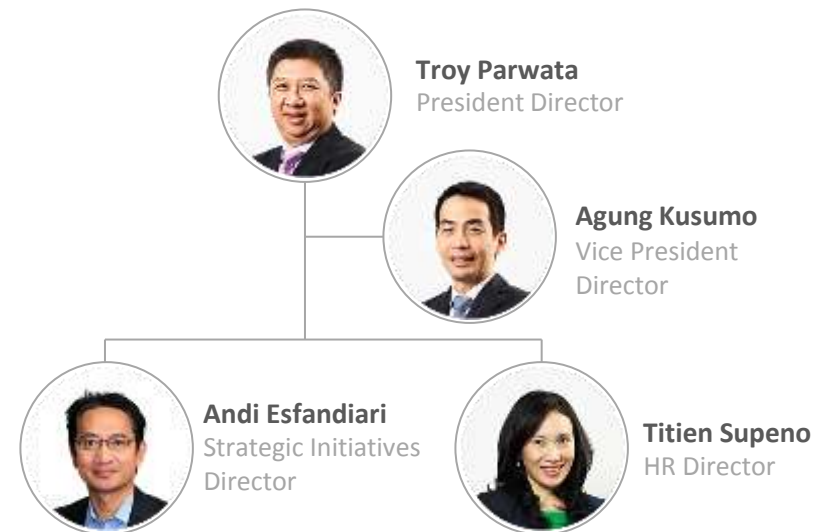 Troy Parwata
President Director
Agung Kusumo
Vice President
Director
Andi Esfandiari
Strategic Initiatives
Director
Titien Supeno
HR Director